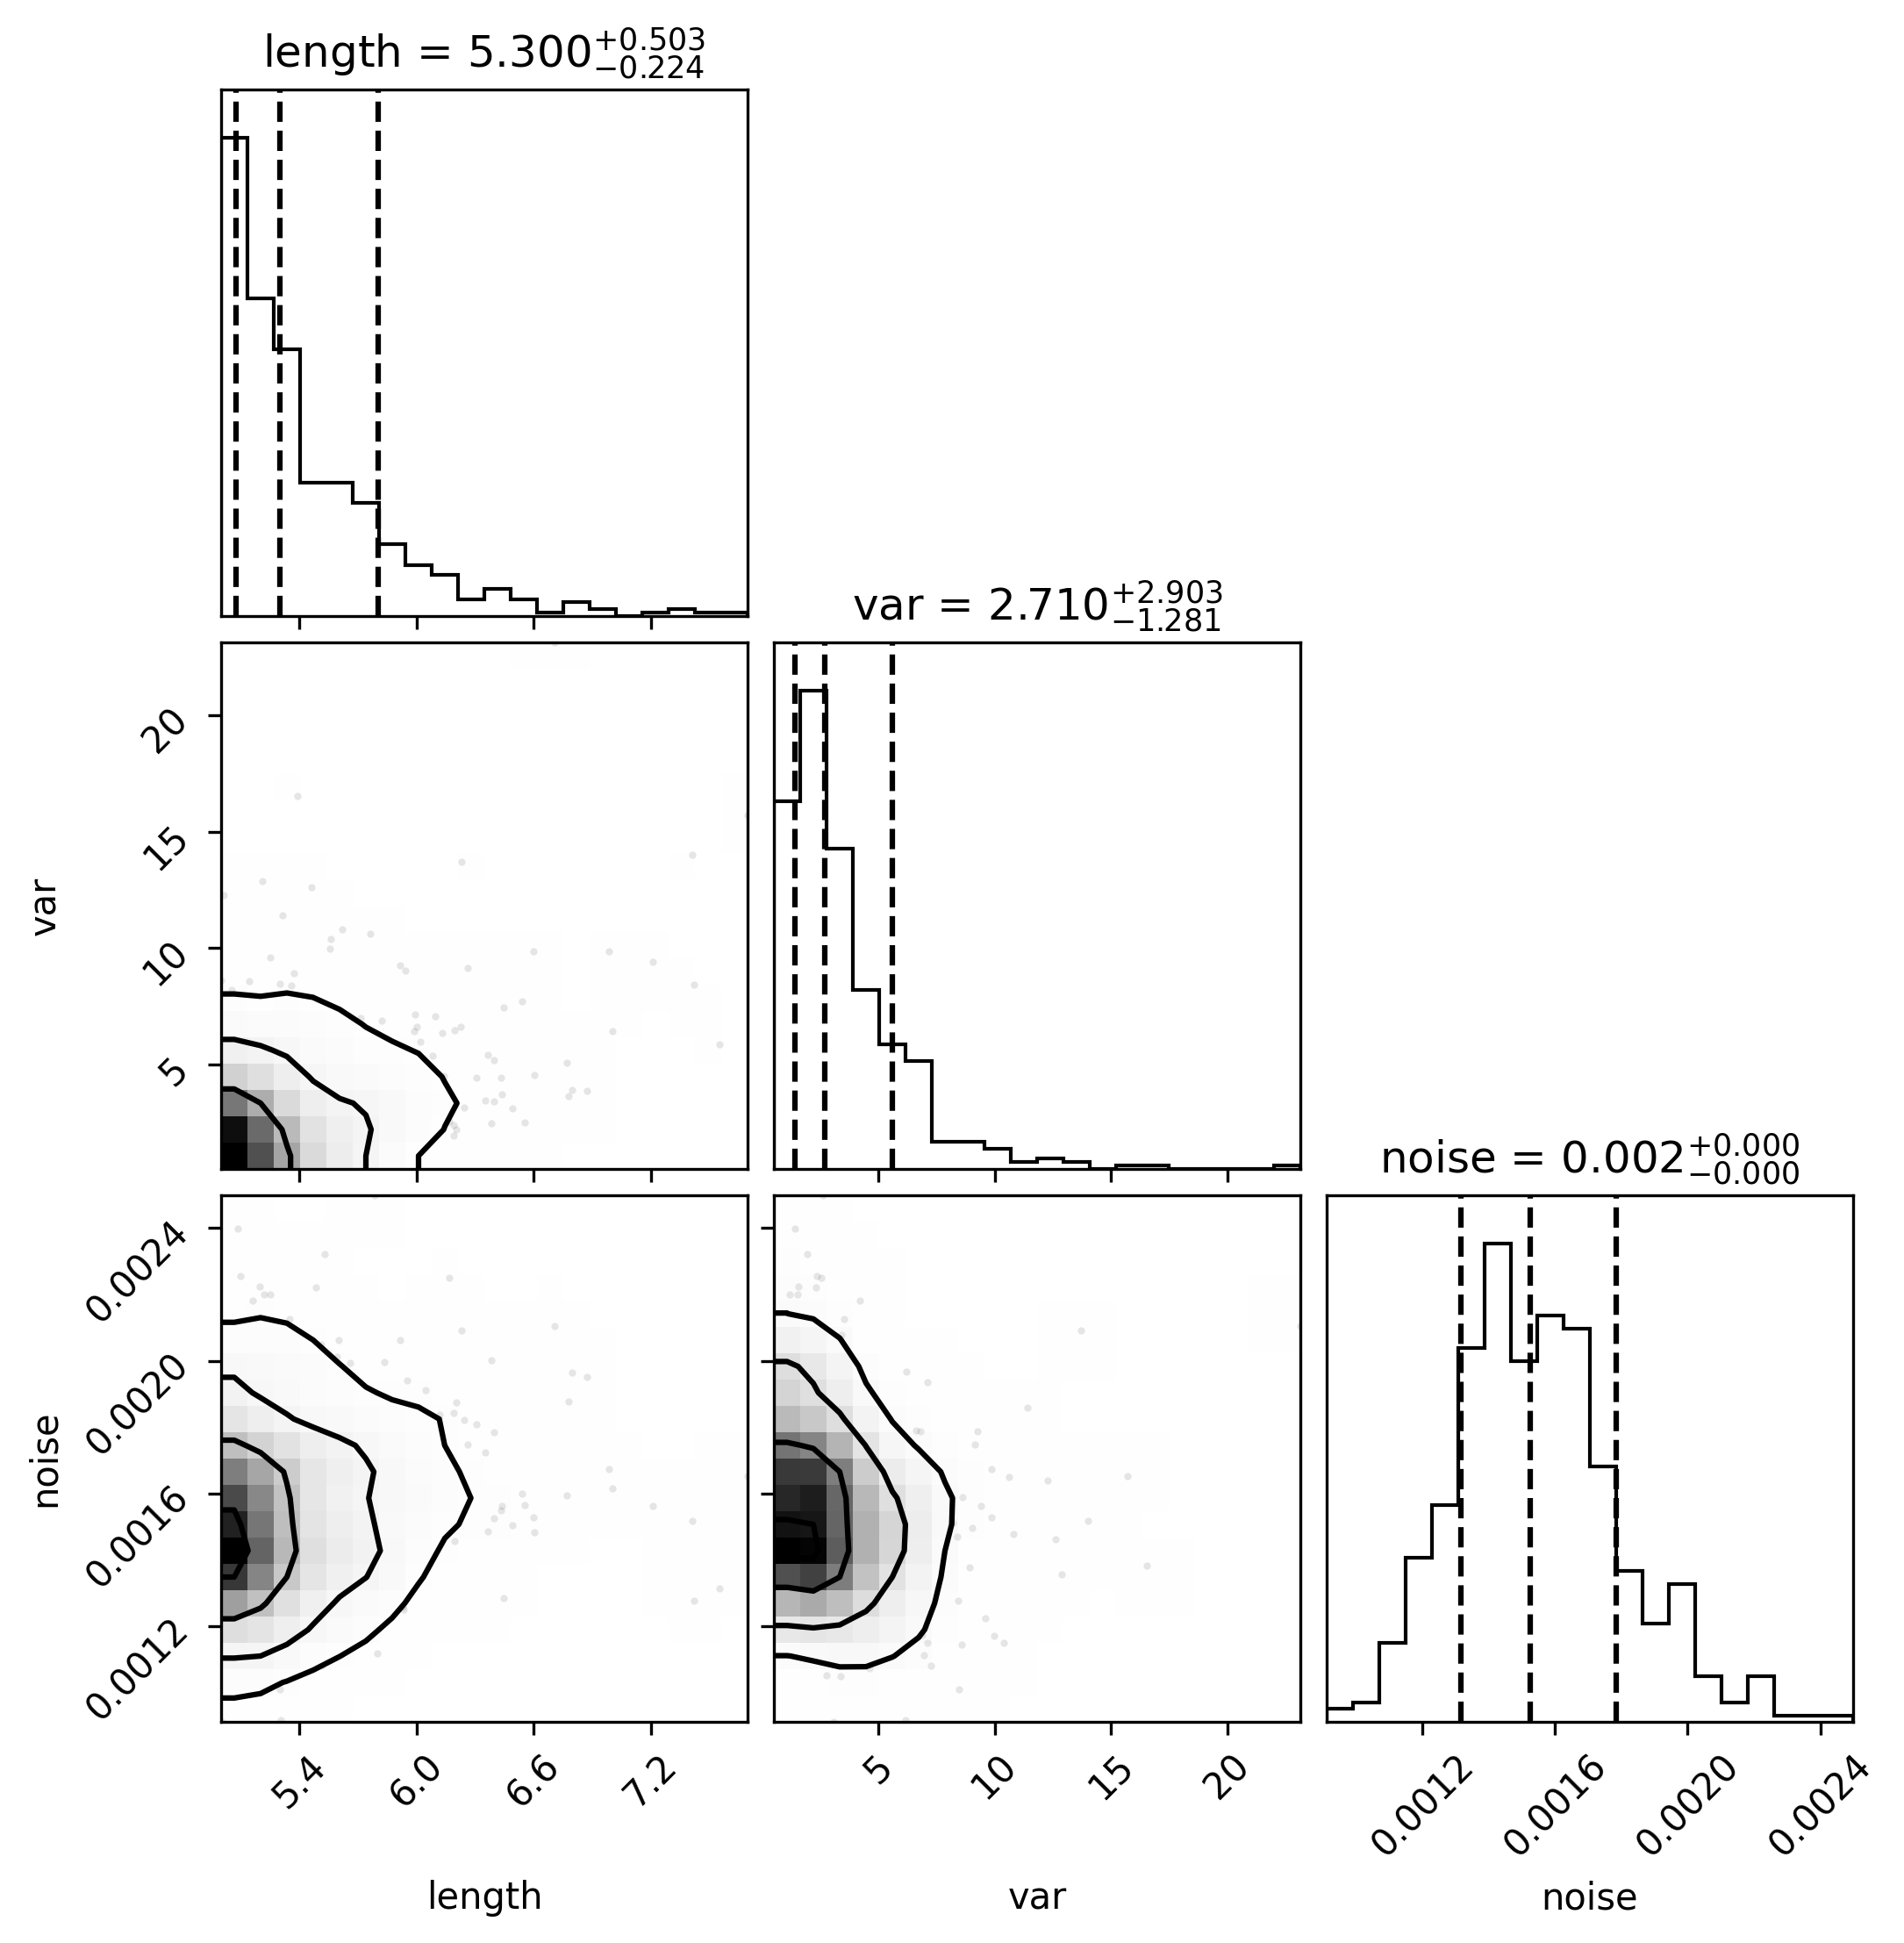 length = 5.300 +0.503 −0.224
var = 2.710 +2.903 −1.281
20
15
10
5
var
noise = 0.002 +0.000 −0.000
0.0024
0.0020
0.0016
0.0012
noise
5.4 6.0 6.6 7.2
5 10 15 20
0.0012 0.0016 0.0020 0.0024
length var noise